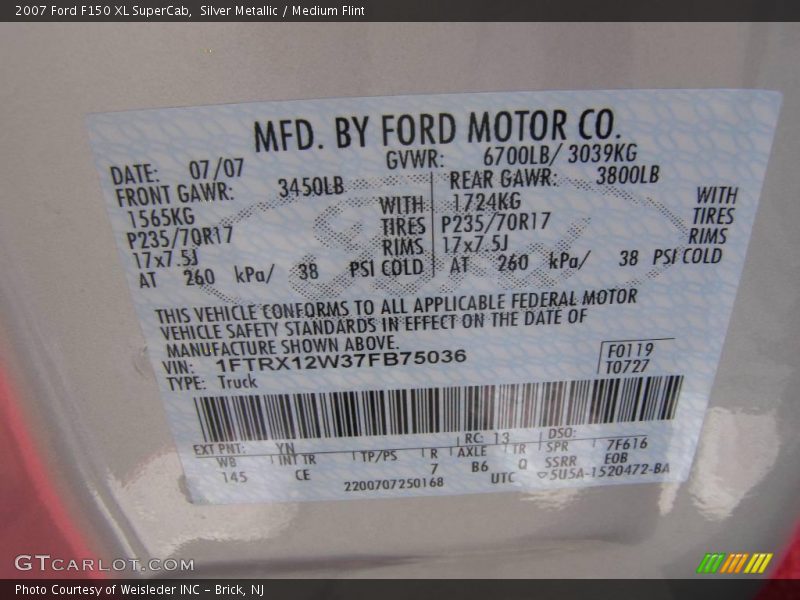 2007 Ford F150 XL SuperCab,  Silver Metallic / Medium Flint
MFD. BY FORD MOTOR CO.
DATE: 07/07 GVWR: 6700LB/ 3039KG
FRONT GAWR: 3450LB REAR GAWR: 3800LB
1565KG WITH 1724KG WITH
P235/70R17 TIRES P235/70R17 TIRES
17x7.5J RIMS 17x7.5J RIMS
AT 260 kPa/ 38 PSI COLD AT 260 kPa/ 38 PSI COLD
THIS VEHICLE CONFORMS TO ALL APPLICABLE FEDERAL MOTOR
VEHICLE SAFETY STANDARDS IN EFFECT ON THE DATE OF
MANUFACTURE SHOWN ABOVE.
VIN: 1FTRX12W37FB75036 F0119
TYPE: Truck T0727
EXT PNT: YN RC: 13 DSO:
WB INT TR TP/PS R AXLE TR SPR 7F616
145 CE 7 B6 Q SSRR EOB
2200707250168 UTC 5U5A-1520472-BA
GTCARLOT.COM
Photo Courtesy of Weisleder INC – Brick, NJ